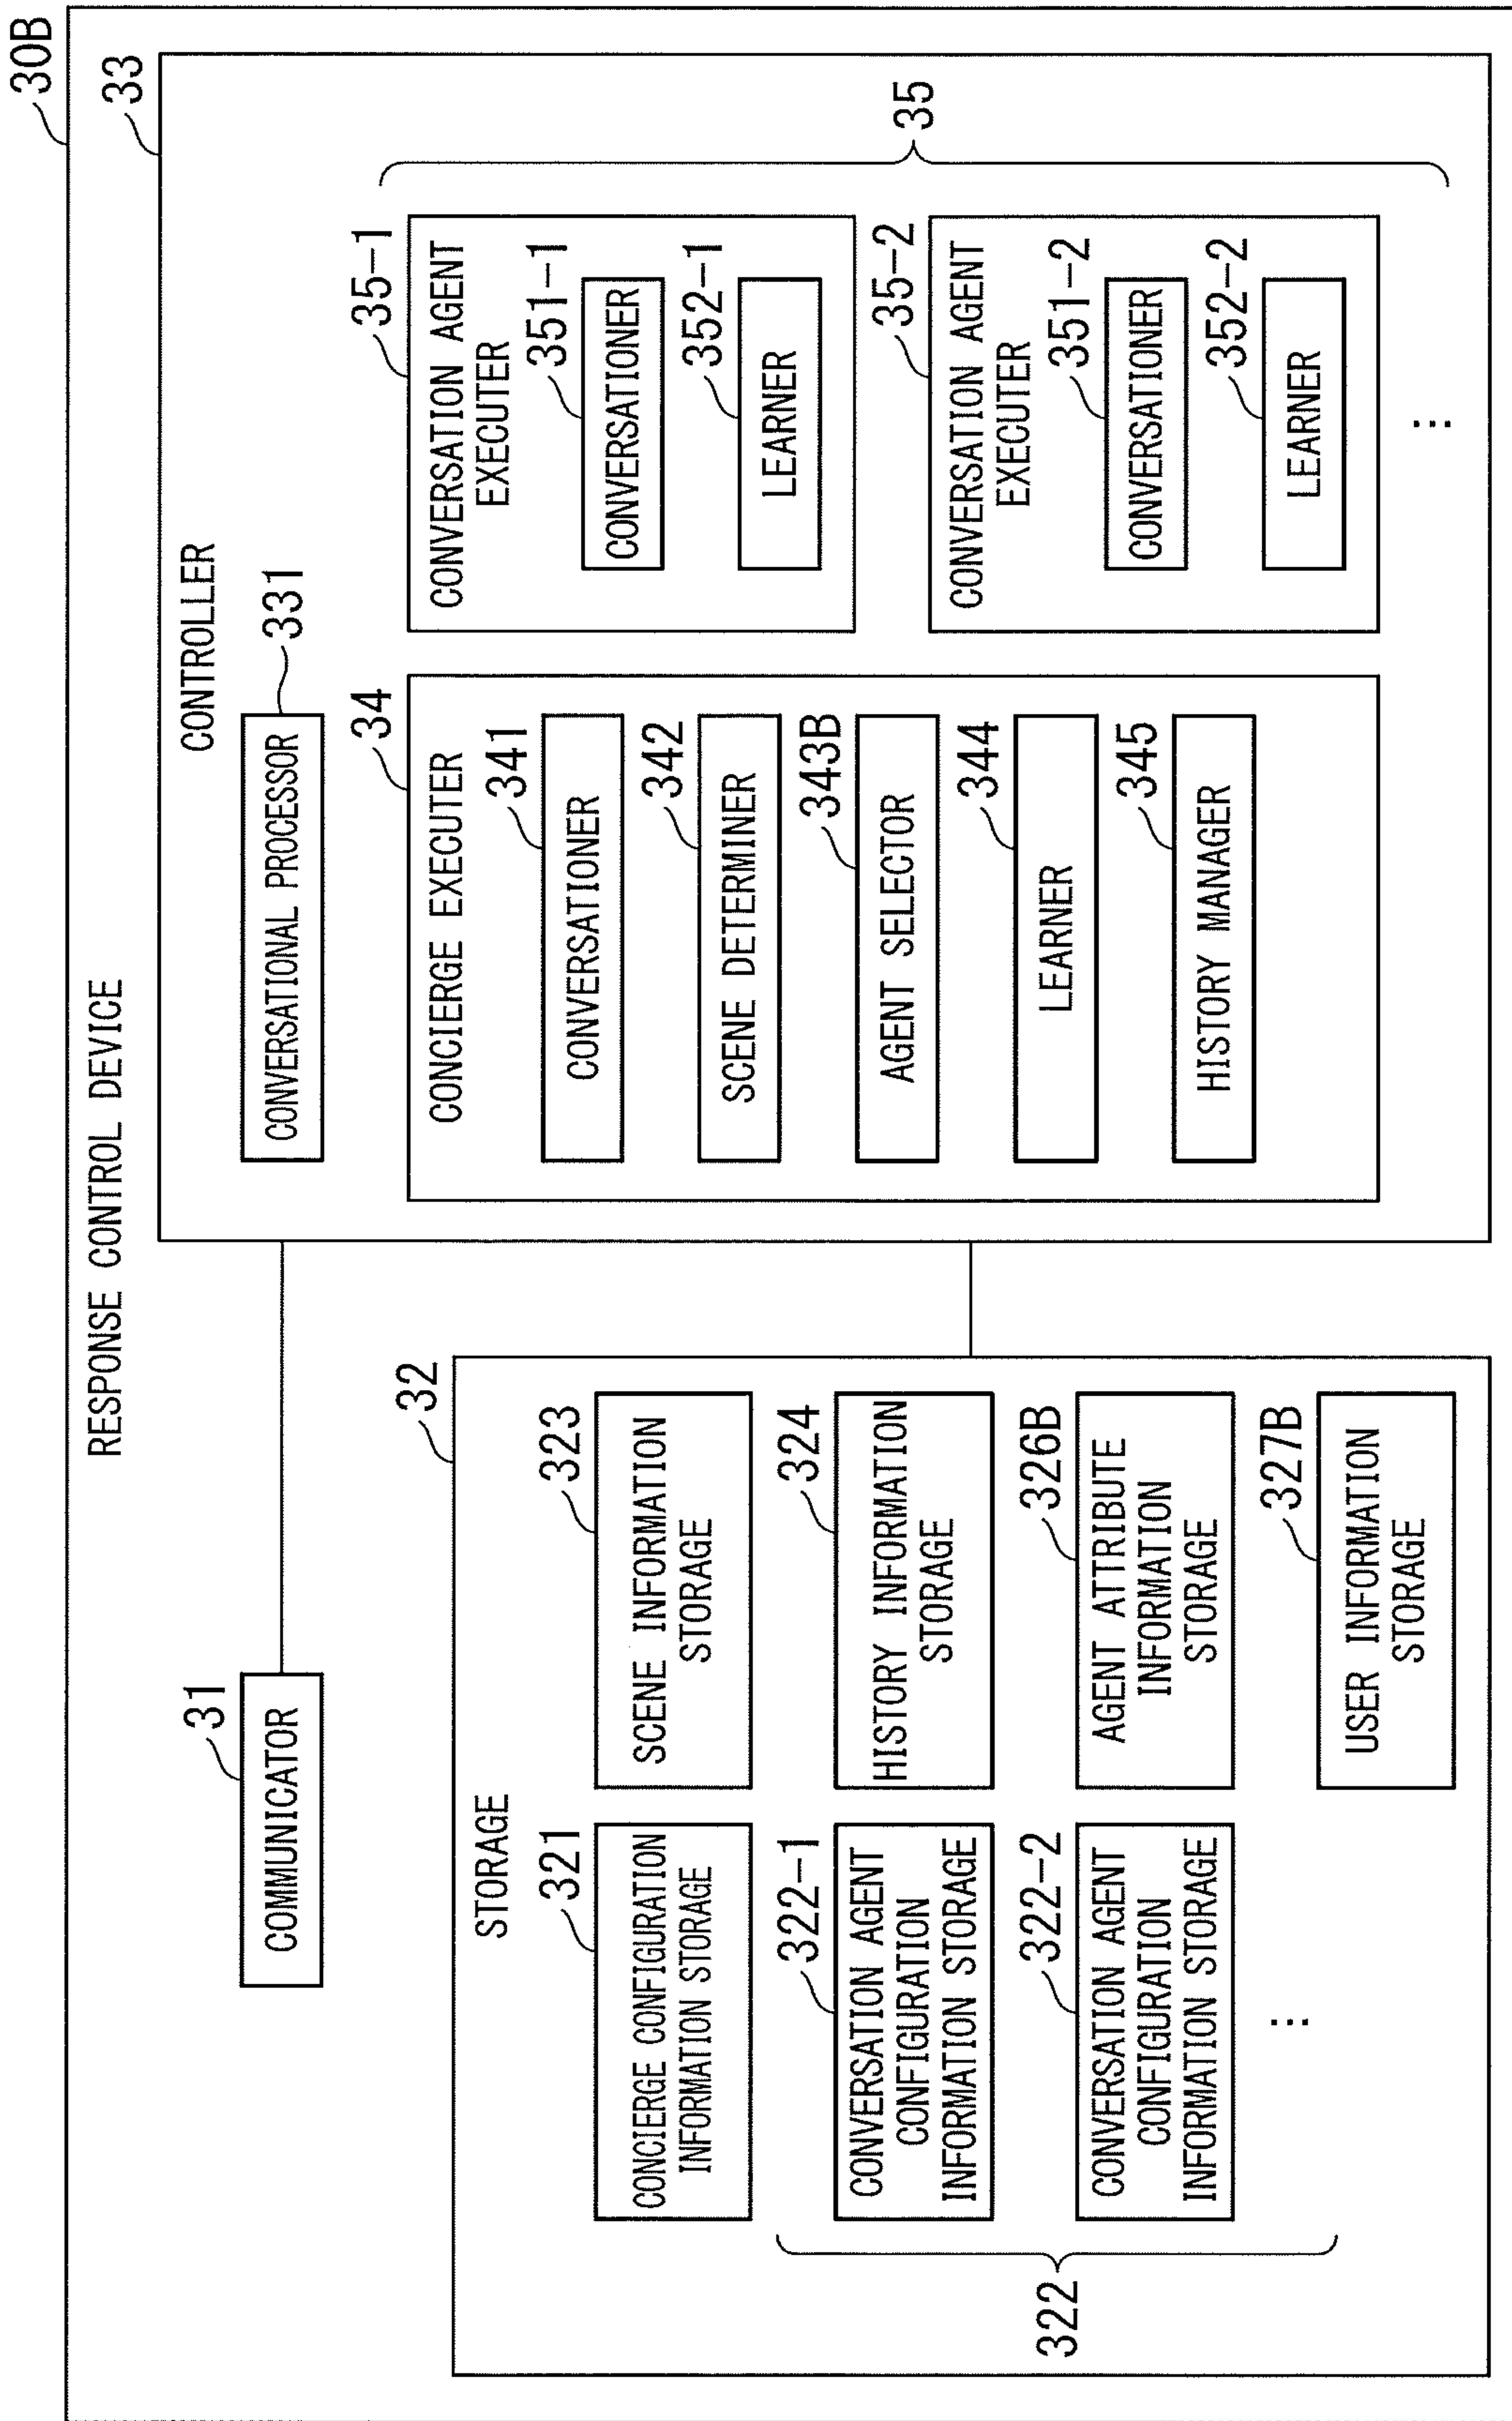 30B
RESPONSE CONTROL DEVICE
31
COMMUNICATOR
32
STORAGE
321
CONCIERGE CONFIGURATION
INFORMATION STORAGE
322-1
CONVERSATION AGENT
CONFIGURATION
INFORMATION STORAGE
322-2
CONVERSATION AGENT
CONFIGURATION
INFORMATION STORAGE
...
322
323
SCENE INFORMATION
STORAGE
324
HISTORY INFORMATION
STORAGE
326B
AGENT ATTRIBUTE
INFORMATION
STORAGE
327B
USER INFORMATION
STORAGE
33
CONTROLLER
331
CONVERSATIONAL PROCESSOR
34
CONCIERGE EXECUTER
341
CONVERSATIONER
342
SCENE DETERMINER
343B
AGENT SELECTOR
344
LEARNER
345
HISTORY MANAGER
35-1
CONVERSATION AGENT
EXECUTER
351-1
CONVERSATIONER
352-1
LEARNER
35-2
CONVERSATION AGENT
EXECUTER
351-2
CONVERSATIONER
352-2
LEARNER
...
35